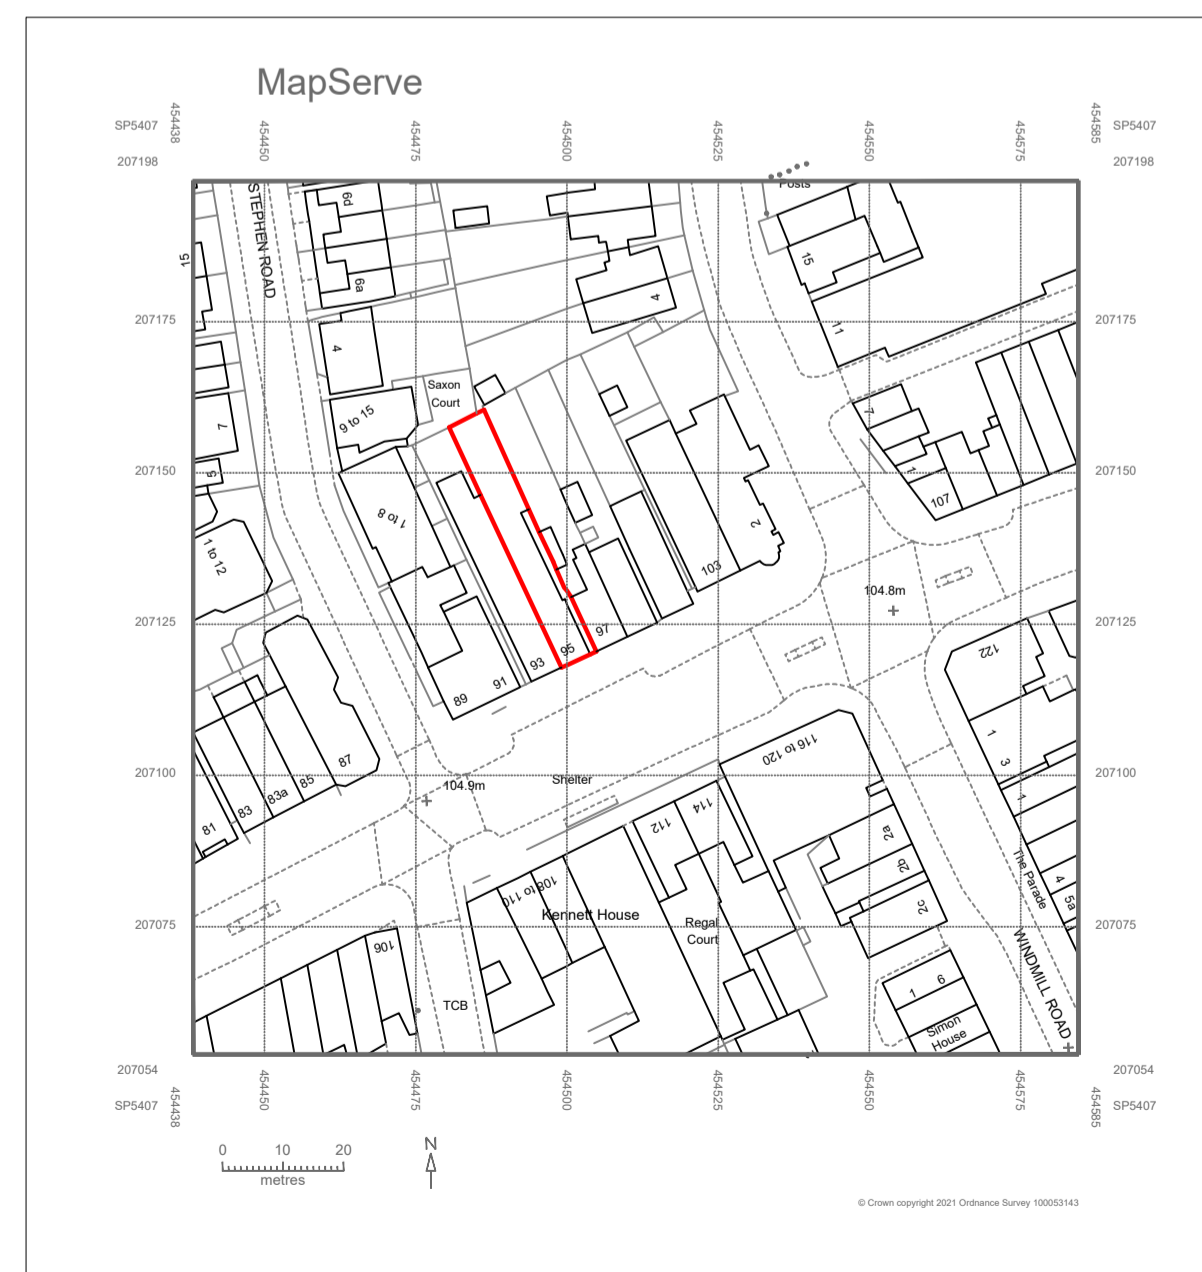 MapServe
SP5407
454438
454450
454475
454500
454525
454550
454575
454585
SP5407
207198
207198
Posts
STEPHEN ROAD
6d
15
6a
15
4
11
207175
207175
4
Saxon
Court
9 to 15
7
7
5
1
207150
207150
107
1 to 8
2
1 to 12
103
104.8m
207125
207125
97
95
93
91
89
122
116 to 120
87
85
83a
83
81
1
3
1
207100
207100
Shelter
104.9m
114
112
2a
2b
2c
The Parade
4
5a
108 to 110
Kennett House
Regal
Court
207075
207075
106
WINDMILL ROAD
TCB
1
6
Simon
House
207054
207054
SP5407
454438
454450
454475
454500
454525
454550
454575
454585
SP5407
0 10 20
metres
N
© Crown copyright 2021 Ordnance Survey 100053143